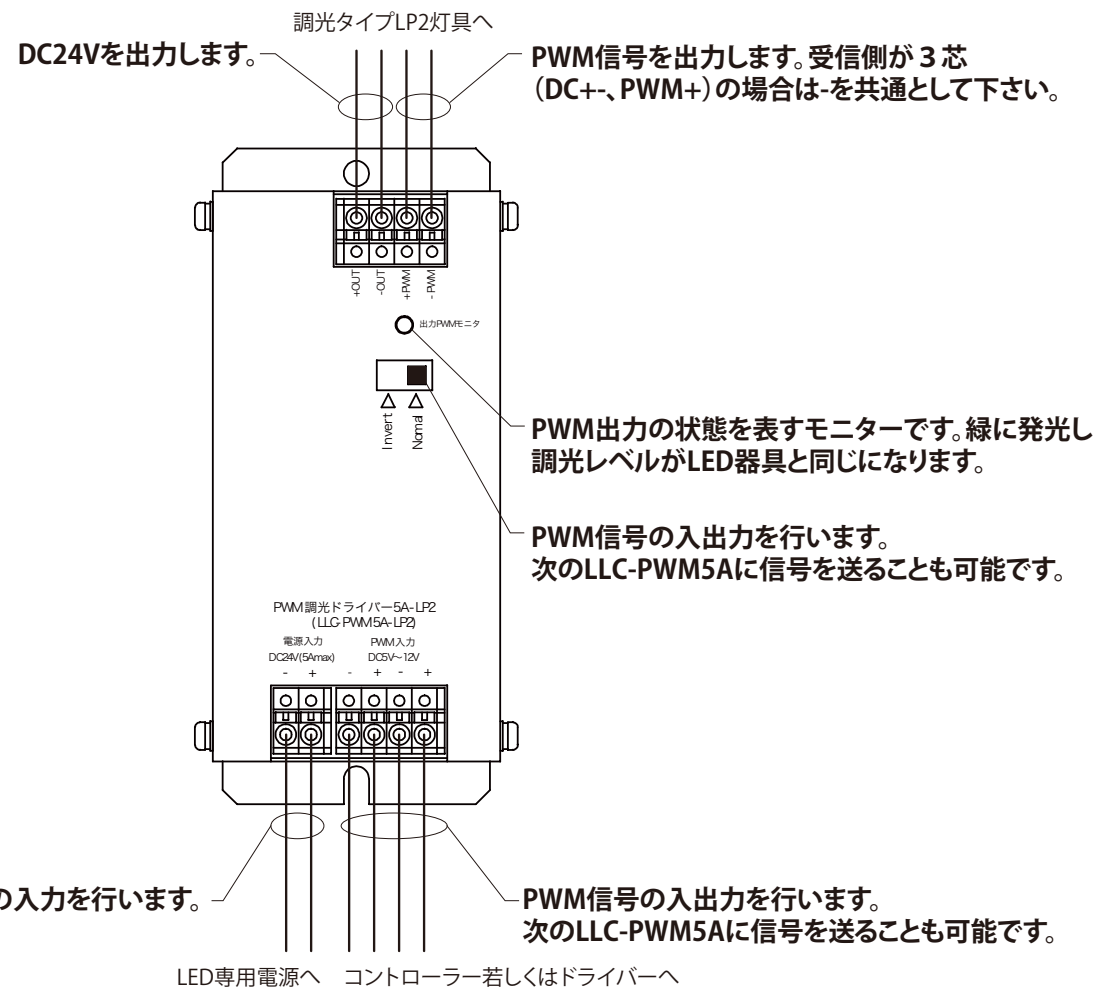 調光タイプLP2灯具へ
DC24Vを出力します。
PWM信号を出力します。受信側が３芯
（DC+-、PWM+）の場合は-を共通として下さい。
+OUT
-OUT
+PWM
- PWM
出力PWMモニタ
Invert
Nomal
PWM出力の状態を表すモニターです。緑に発光し
調光レベルがLED器具と同じになります。
PWM信号の入出力を行います。
次のLLC-PWM5Aに信号を送ることも可能です。
PWM調光ドライバー5A-LP2
(LLC-PWM5A-LP2)
電源入力 PWM入力
DC24V(5Amax) DC5V～12V
- + - + - +
の入力を行います。
PWM信号の入出力を行います。
次のLLC-PWM5Aに信号を送ることも可能です。
LED専用電源へ コントローラー若しくはドライバーへ